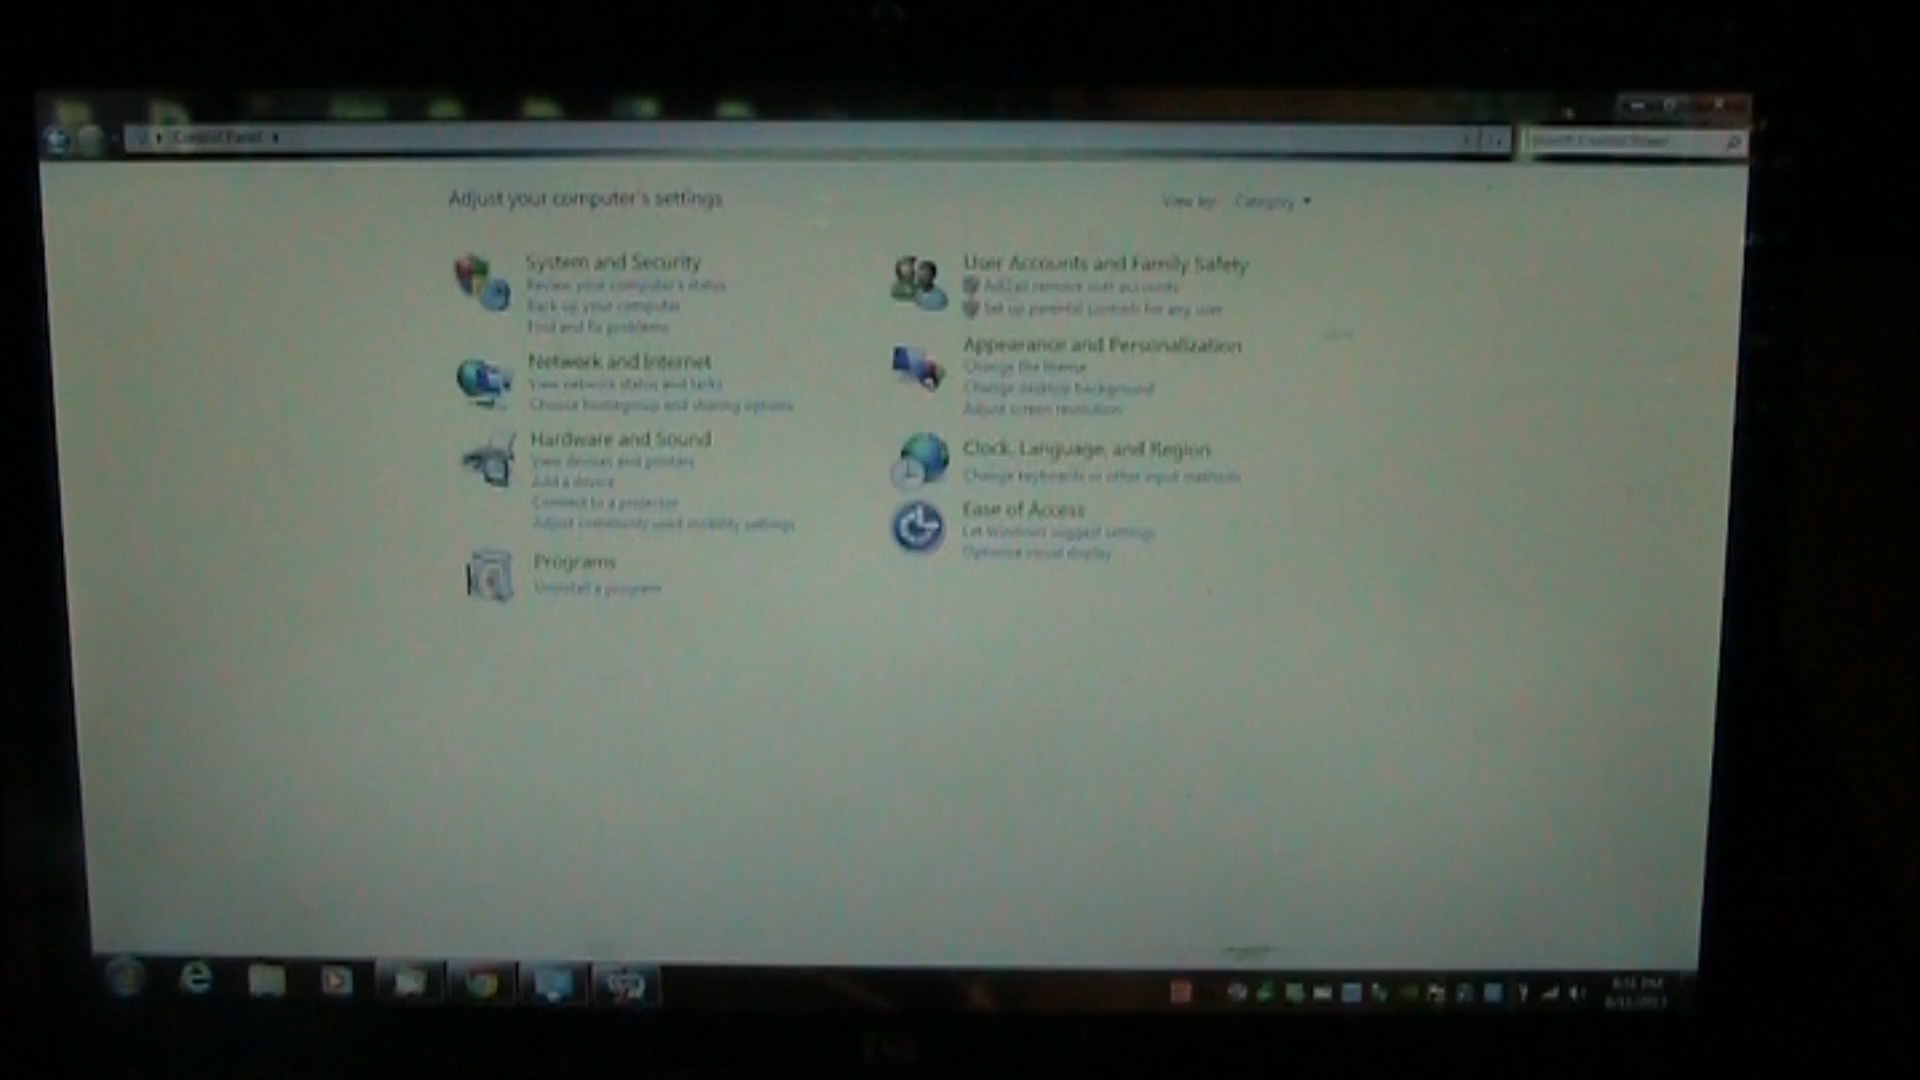 Control Panel
Search Control Panel
Adjust your computer's settings
View by: Category
System and Security
Review your computer's status
Back up your computer
Find and fix problems
Network and Internet
View network status and tasks
Choose homegroup and sharing options
Hardware and Sound
View devices and printers
Add a device
Connect to a projector
Adjust commonly used mobility settings
Programs
Uninstall a program
User Accounts and Family Safety
Add or remove user accounts
Set up parental controls for any user
Appearance and Personalization
Change the theme
Change desktop background
Adjust screen resolution
Clock, Language, and Region
Change keyboards or other input methods
Ease of Access
Let Windows suggest settings
Optimize visual display